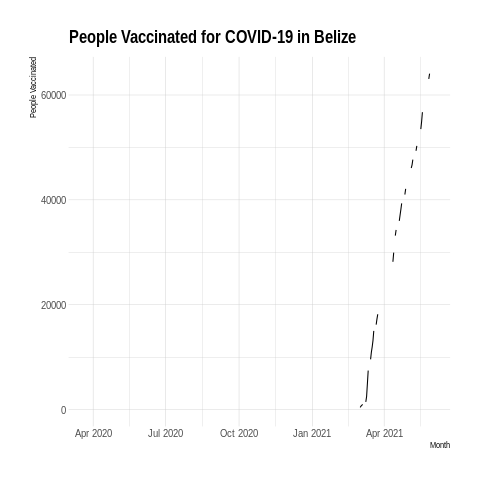 People Vaccinated for COVID-19 in Belize
People Vaccinated
60000
40000
20000
0
Apr 2020 Jul 2020 Oct 2020 Jan 2021 Apr 2021
Month